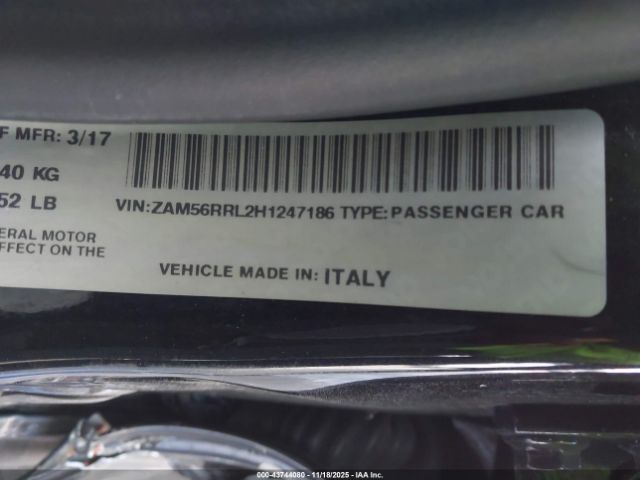 F MFR: 3/17
40 KG
52 LB
VIN:ZAM56RRL2H1247186 TYPE:PASSENGER CAR
ERAL MOTOR
EFFECT ON THE
VEHICLE MADE IN: ITALY
000-43744080 - 11/18/2025 - IAA Inc.